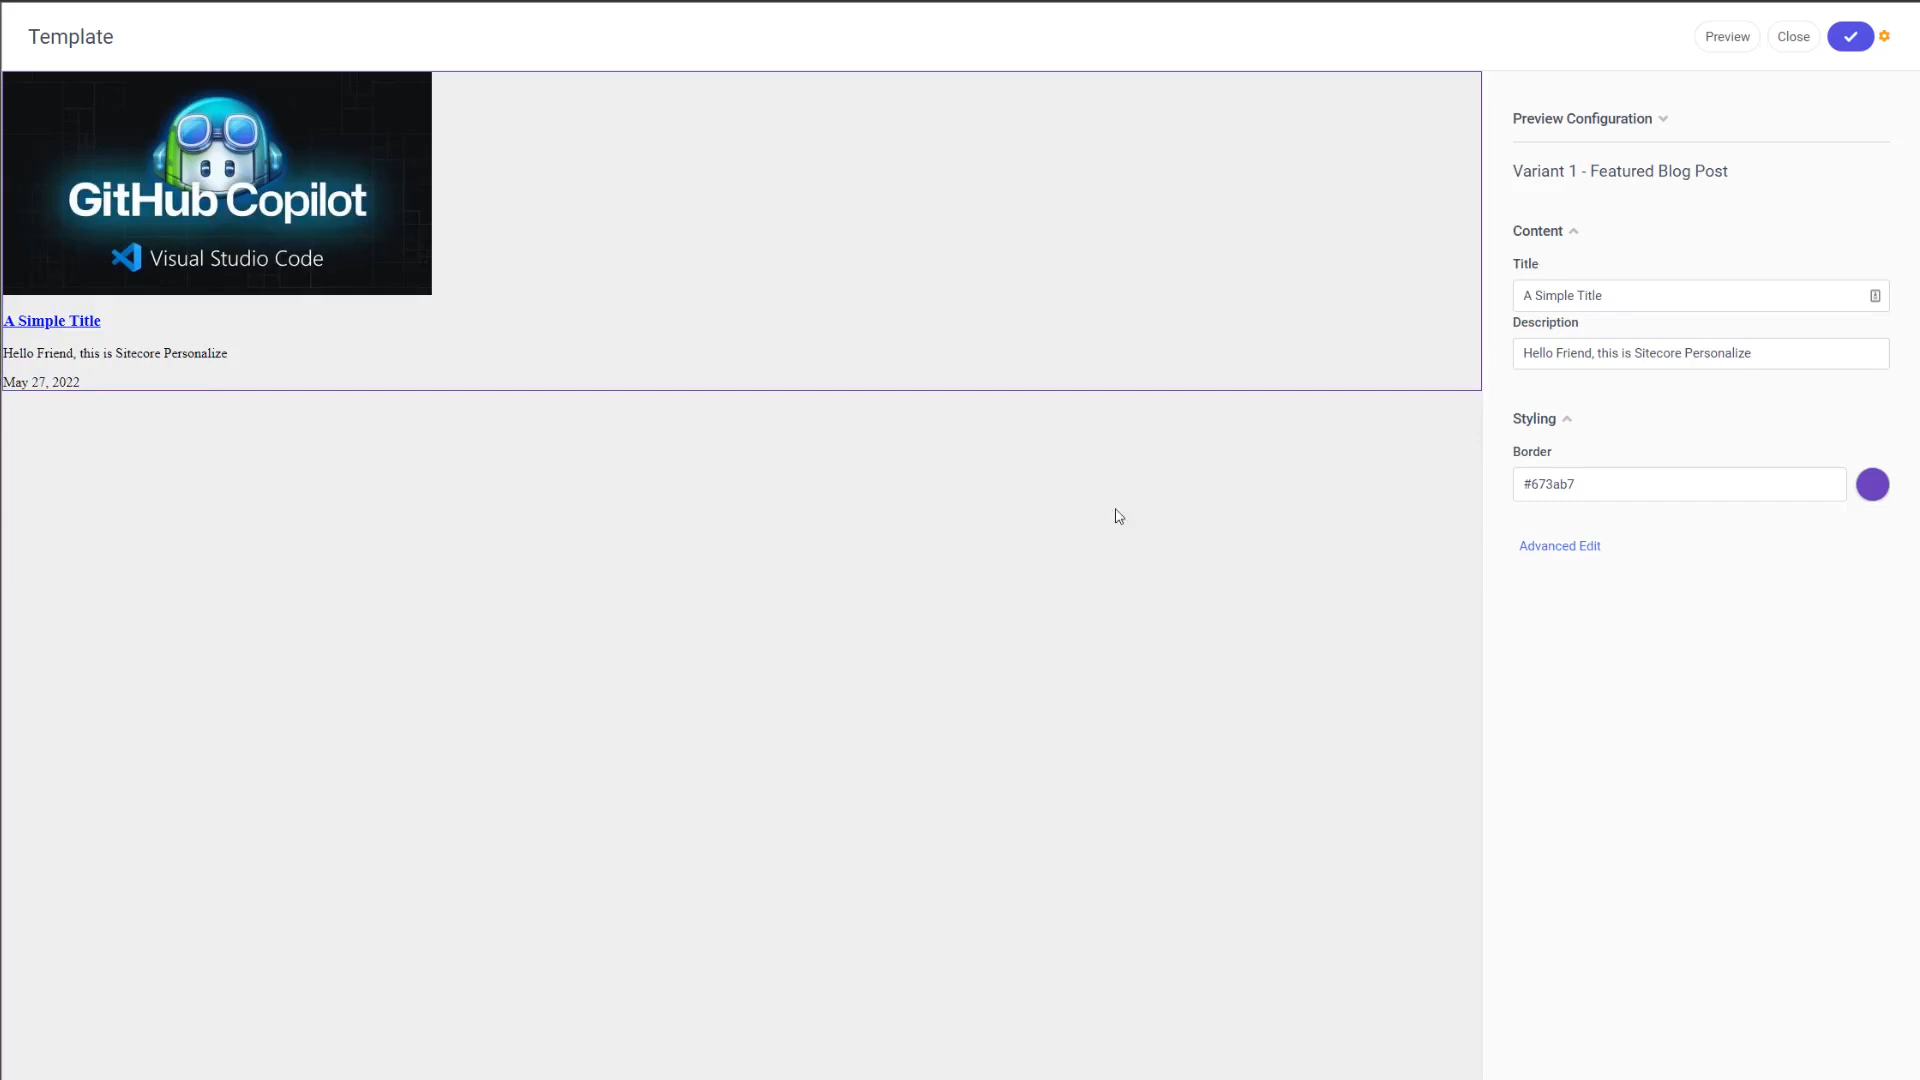 Template
Preview
Close
GitHub Copilot
Visual Studio Code
A Simple Title
Hello Friend, this is Sitecore Personalize
May 27, 2022
Preview Configuration
Variant 1 - Featured Blog Post
Content
Title
A Simple Title
Description
Hello Friend, this is Sitecore Personalize
Styling
Border
#673ab7
Advanced Edit